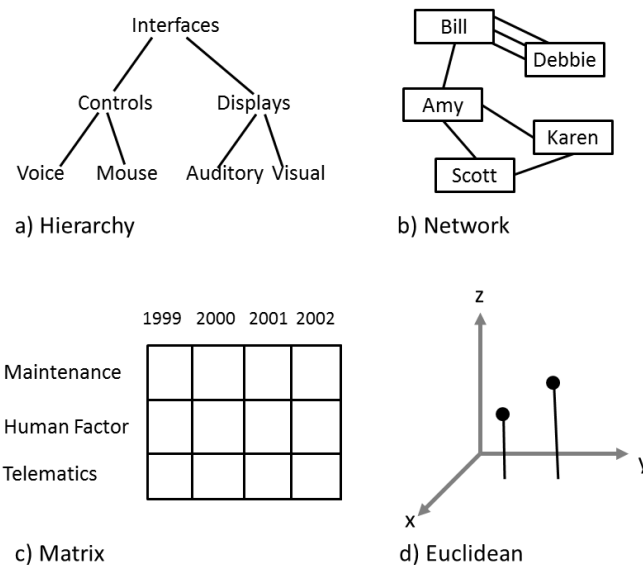 Interfaces
Controls
Displays
Voice
Mouse
Auditory
Visual
a) Hierarchy
Bill
Debbie
Amy
Karen
Scott
b) Network
1999 2000 2001 2002
Maintenance
Human Factor
Telematics
c) Matrix
z
y
x
d) Euclidean